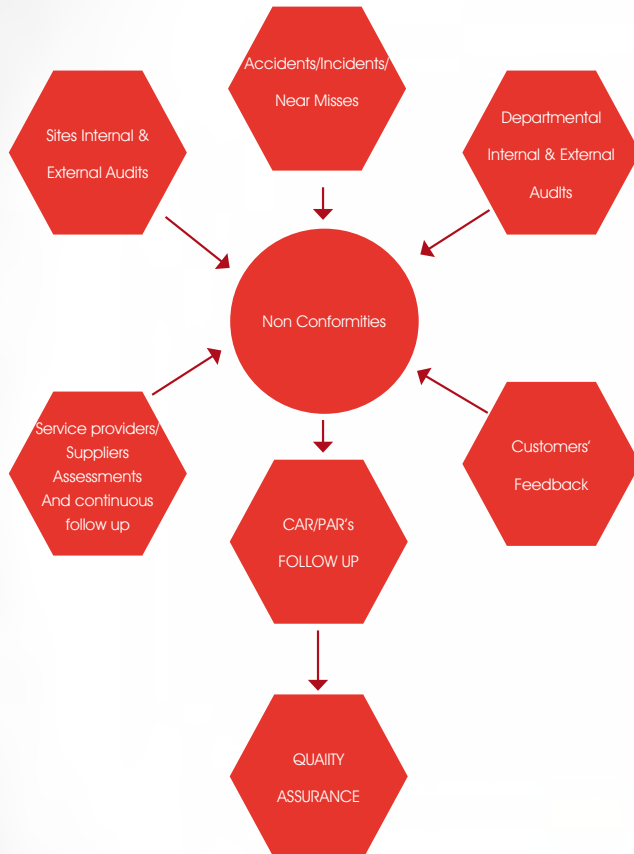 Accidents/Incidents/
Near Misses
Sites Internal &
External Audits
Departmental
Internal & External
Audits
Non Conformities
Service providers/
Suppliers
Assessments
And continuous
follow up
Customers'
Feedback
CAR/PAR's
FOLLOW UP
QUAlITY
ASSURANCE